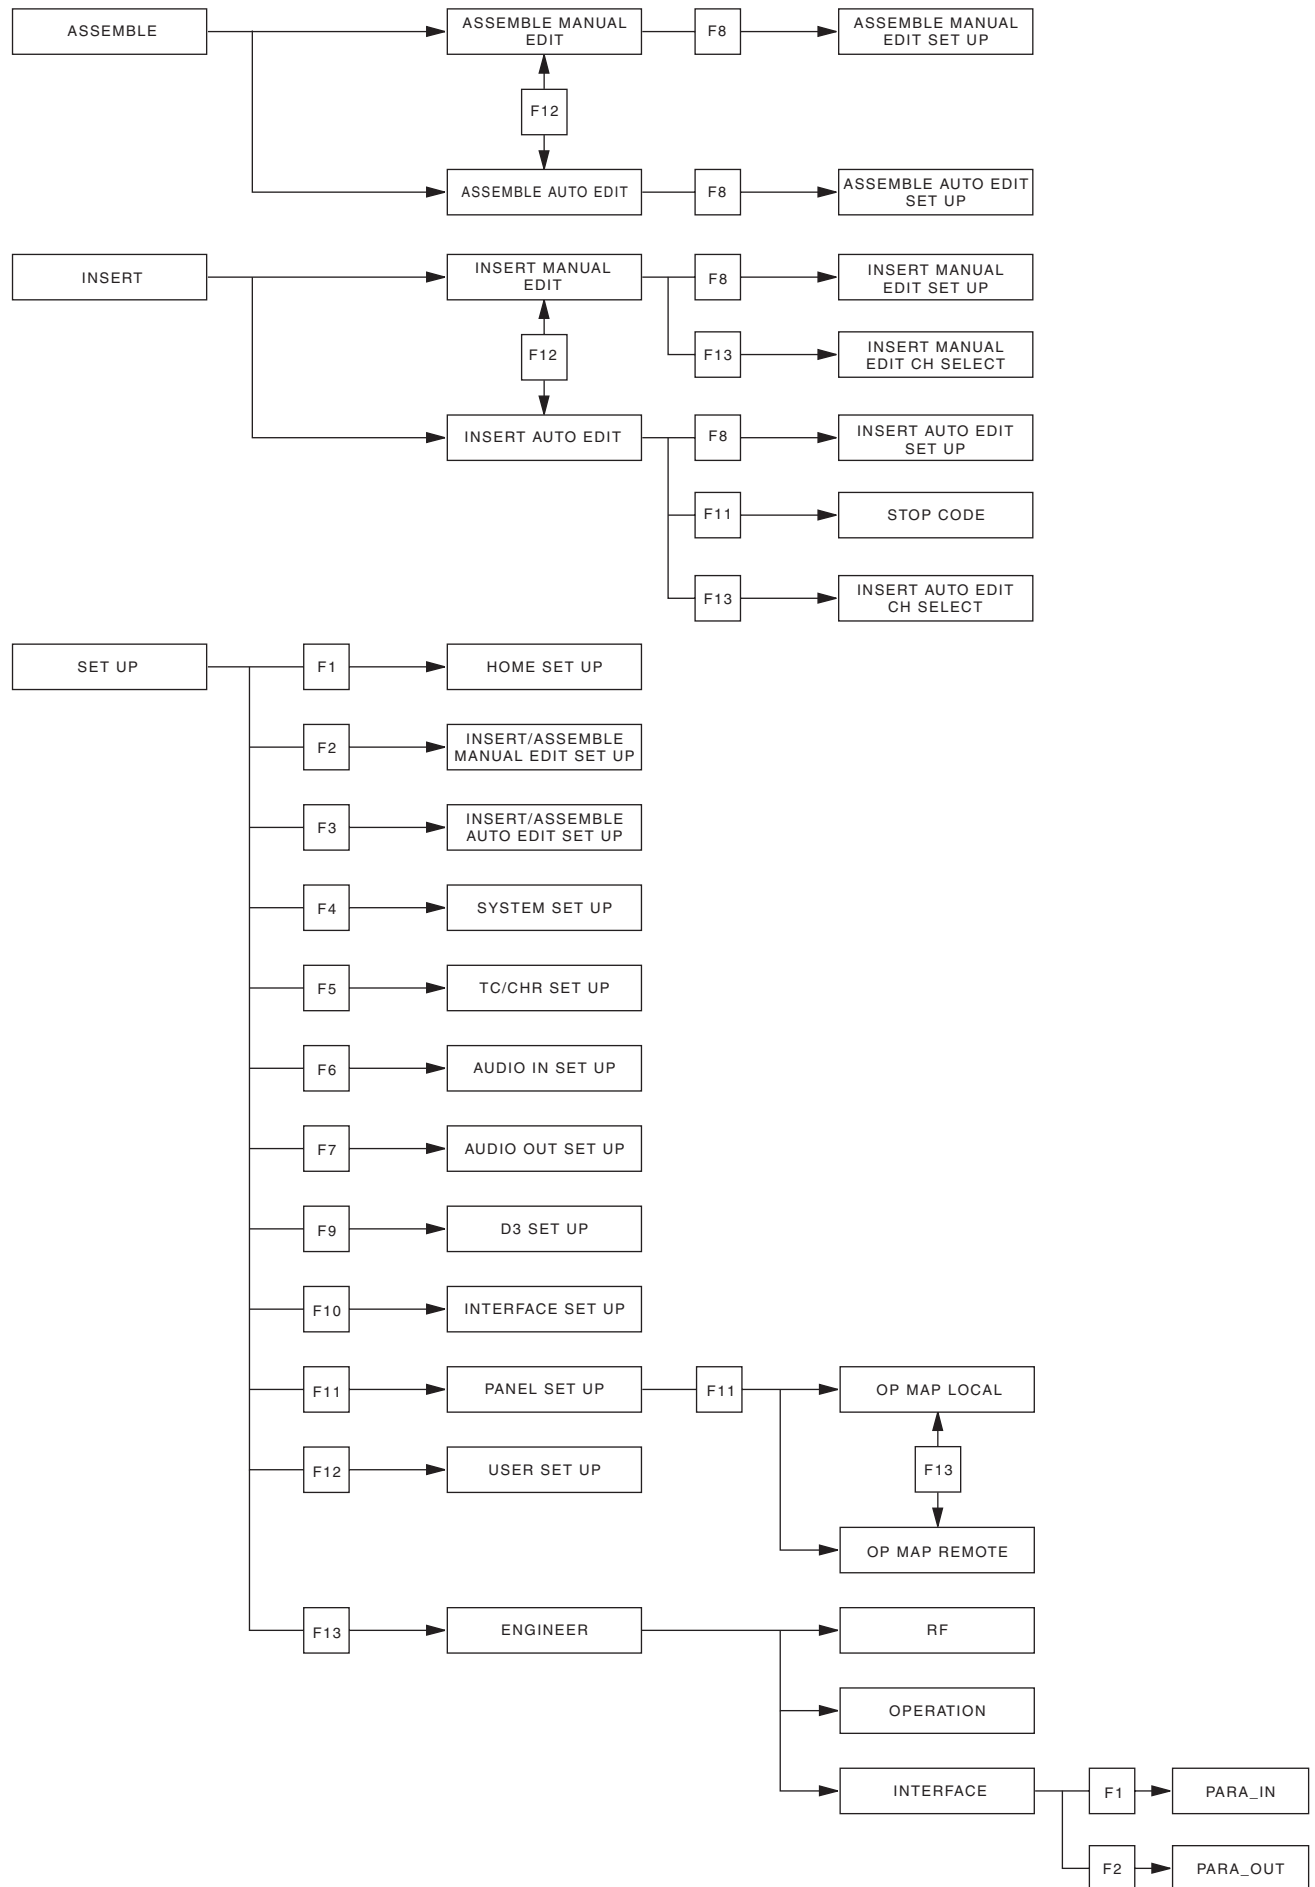 ASSEMBLE
ASSEMBLE MANUAL
EDIT
F8
ASSEMBLE MANUAL
EDIT SET UP
F12
ASSEMBLE AUTO EDIT
F8
ASSEMBLE AUTO EDIT
SET UP
INSERT
INSERT MANUAL
EDIT
F8
INSERT MANUAL
EDIT SET UP
F12
F13
INSERT MANUAL
EDIT CH SELECT
INSERT AUTO EDIT
F8
INSERT AUTO EDIT
SET UP
F11
STOP CODE
F13
INSERT AUTO EDIT
CH SELECT
SET UP
F1
HOME SET UP
F2
INSERT/ASSEMBLE
MANUAL EDIT SET UP
F3
INSERT/ASSEMBLE
AUTO EDIT SET UP
F4
SYSTEM SET UP
F5
TC/CHR SET UP
F6
AUDIO IN SET UP
F7
AUDIO OUT SET UP
F9
D3 SET UP
F10
INTERFACE SET UP
F11
PANEL SET UP
F11
OP MAP LOCAL
F12
USER SET UP
F13
OP MAP REMOTE
F13
ENGINEER
RF
OPERATION
INTERFACE
F1
PARA_IN
F2
PARA_OUT